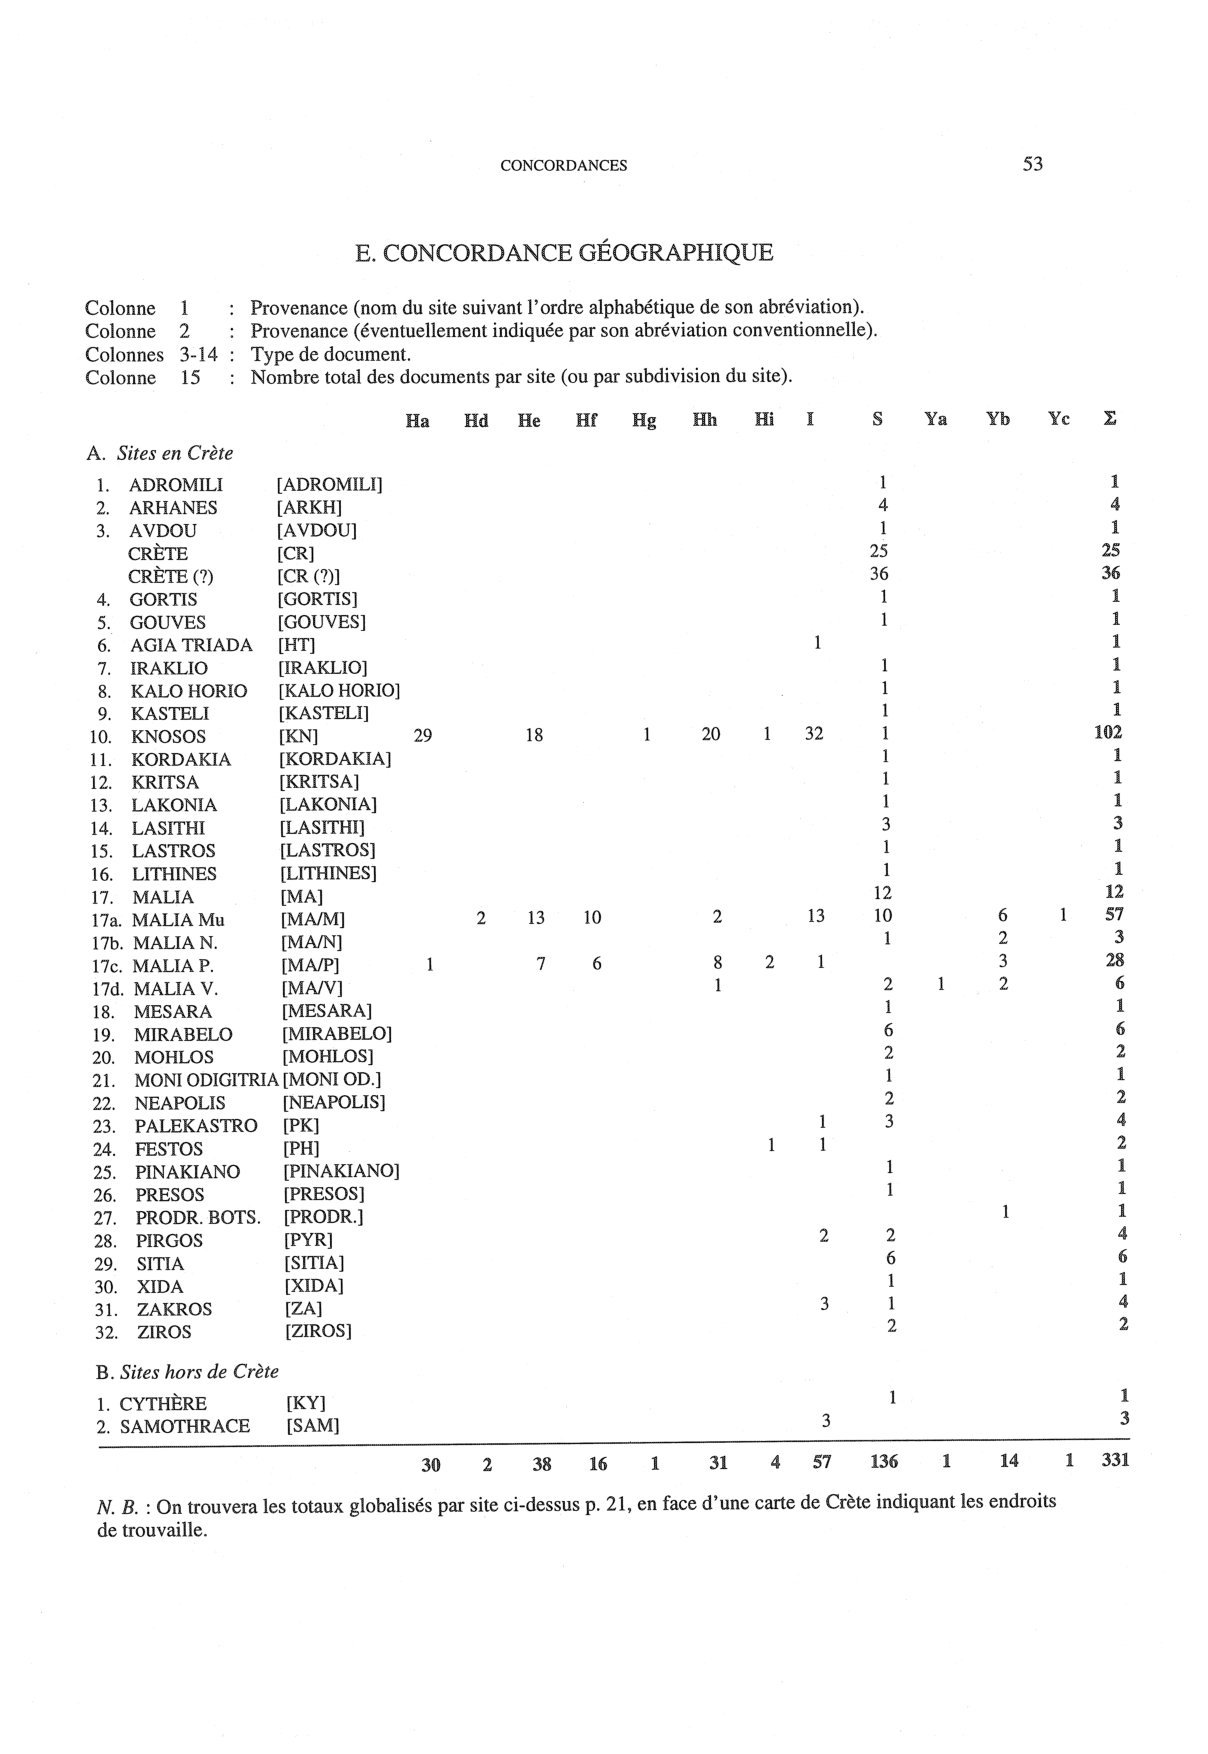 CONCORDANCES 53
E. CONCORDANCE GÉOGRAPHIQUE
Colonne 1 : Provenance (nom du site suivant l'ordre alphabétique de son abréviation).
Colonne 2 : Provenance (éventuellement indiquée par son abréviation conventionnelle).
Colonnes 3-14 : Type de document.
Colonne 15 : Nombre total des documents par site (ou par subdivision du site).
Ha Hd He Hf Hg Hh Hi I S Ya Yb Yc Σ
A. Sites en Crète
1. ADROMILI [ADROMILI] 1 1
2. ARHANES [ARKH] 4 4
3. AVDOU [AVDOU] 1 1
CRÈTE [CR] 25 25
CRÈTE (?) [CR (?)] 36 36
4. GORTIS [GORTIS] 1 1
5. GOUVES [GOUVES] 1 1
6. AGIA TRIADA [HT] 1 1
7. IRAKLIO [IRAKLIO] 1 1
8. KALO HORIO [KALO HORIO] 1 1
9. KASTELI [KASTELI] 1 1
10. KNOSOS [KN] 29 18 1 20 1 32 1 102
11. KORDAKIA [KORDAKIA] 1 1
12. KRITSA [KRITSA] 1 1
13. LAKONIA [LAKONIA] 1 1
14. LASITHI [LASITHI] 3 3
15. LASTROS [LASTROS] 1 1
16. LITHINES [LITHINES] 1 1
17. MALIA [MA] 12 12
17a. MALIA Mu [MA/M] 2 13 10 2 13 10 6 1 57
17b. MALIA N. [MA/N] 1 2 3
17c. MALIA P. [MA/P] 1 7 6 8 2 1 3 28
17d. MALIA V. [MA/V] 1 2 1 2 6
18. MESARA [MESARA] 1 1
19. MIRABELO [MIRABELO] 6 6
20. MOHLOS [MOHLOS] 2 2
21. MONI ODIGITRIA [MONI OD.] 1 1
22. NEAPOLIS [NEAPOLIS] 2 2
23. PALEKASTRO [PK] 1 3 4
24. FESTOS [PH] 1 1 2
25. PINAKIANO [PINAKIANO] 1 1
26. PRESOS [PRESOS] 1 1
27. PRODR. BOTS. [PRODR.] 1 1
28. PIRGOS [PYR] 2 2 4
29. SITIA [SITIA] 6 6
30. XIDA [XIDA] 1 1
31. ZAKROS [ZA] 3 1 4
32. ZIROS [ZIROS] 2 2
B. Sites hors de Crète
1. CYTHÈRE [KY] 1 1
2. SAMOTHRACE [SAM] 3 3
30 2 38 16 1 31 4 57 136 1 14 1 331
N. B. : On trouvera les totaux globalisés par site ci-dessus p. 21, en face d'une carte de Crète indiquant les endroits
de trouvaille.